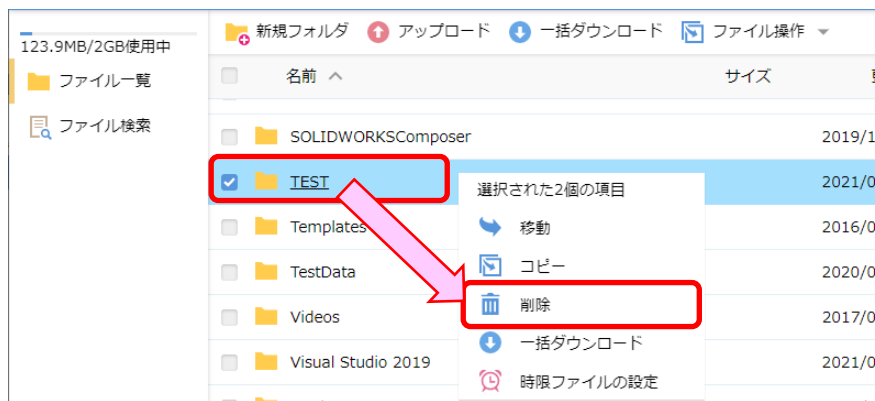 123.9MB/2GB使用中
ファイル一覧
ファイル検索
新規フォルダ アップロード 一括ダウンロード ファイル操作
名前 サイズ
SOLIDWORKSComposer 2019/1
TEST 2021/0
Templates 2016/0
TestData 2020/0
Videos 2017/0
Visual Studio 2019 2021/0
選択された2個の項目
移動
コピー
削除
一括ダウンロード
時限ファイルの設定